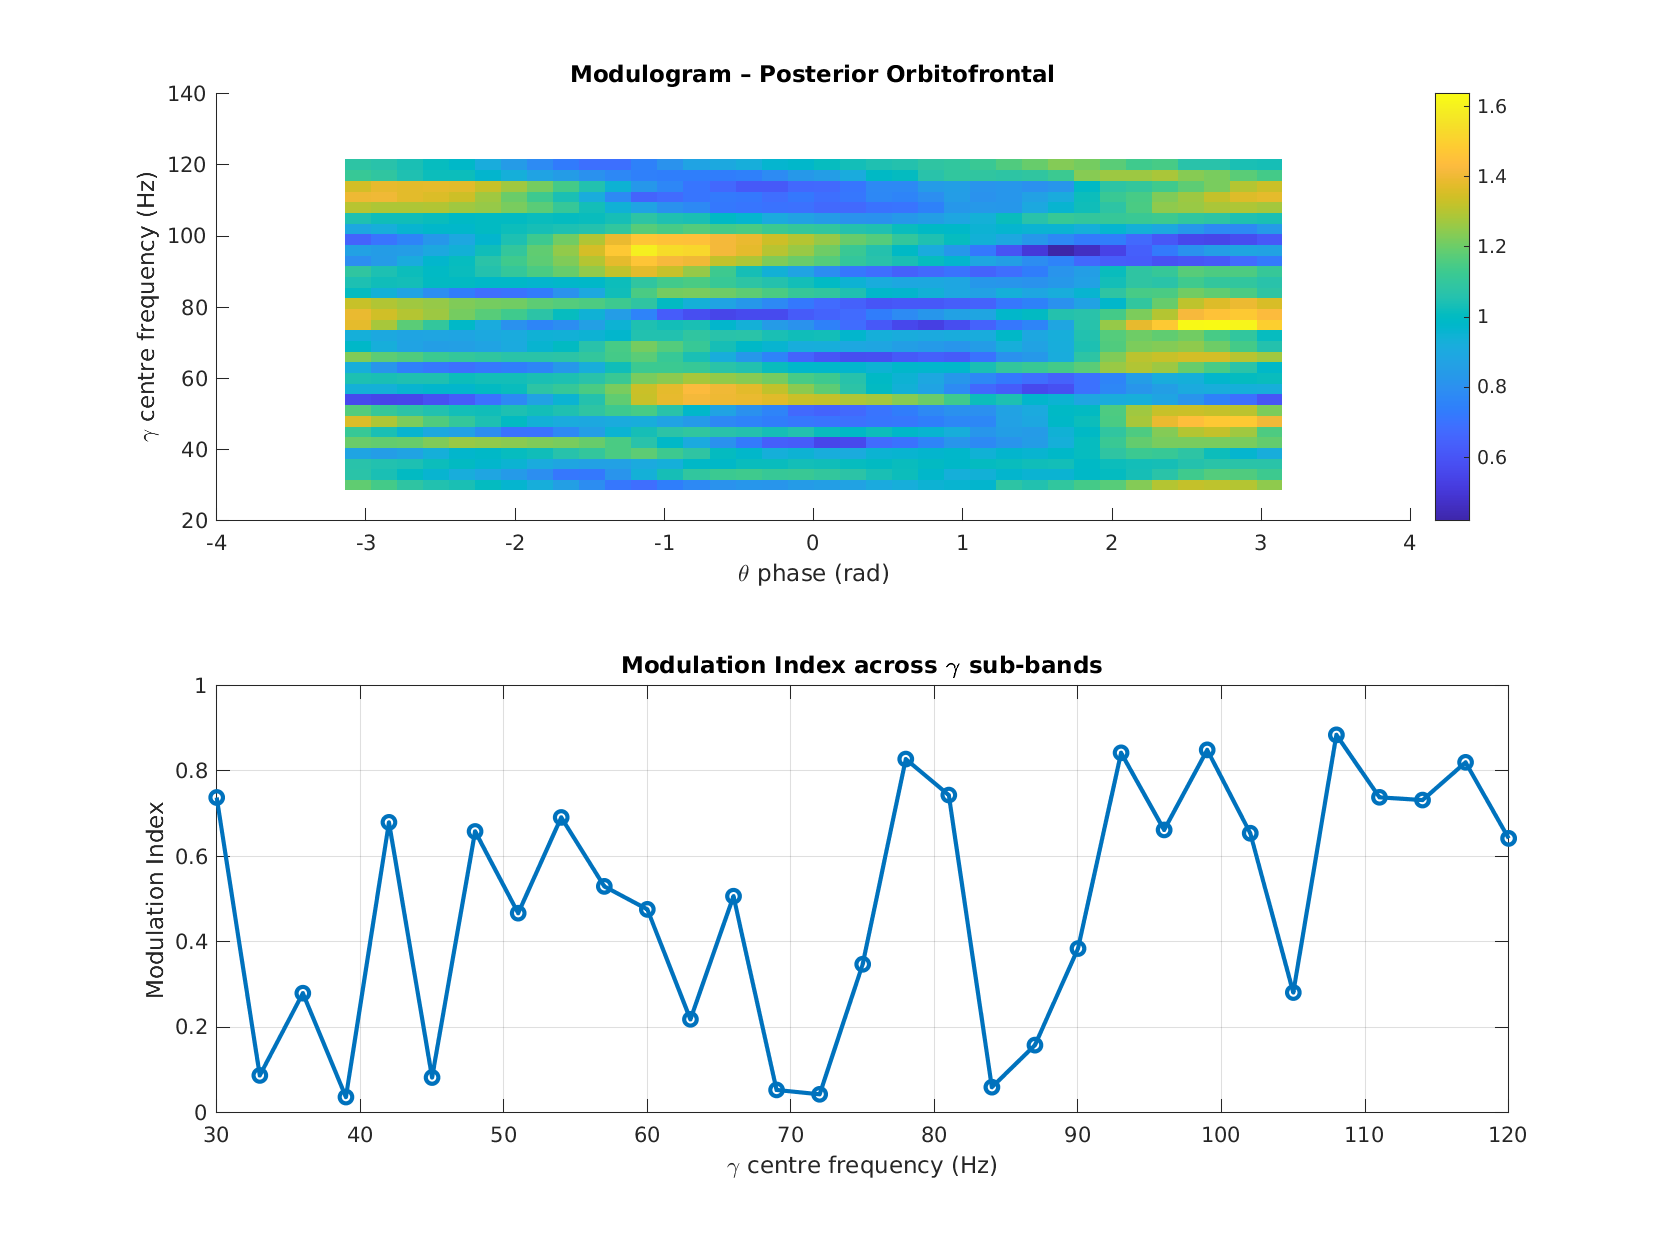 Modulogram – Posterior Orbitofrontal
140
120
100
80
60
40
20
γ centre frequency (Hz)
-4 -3 -2 -1 0 1 2 3 4
θ phase (rad)
1.6
1.4
1.2
1
0.8
0.6
Modulation Index across γ sub-bands
1
0.8
0.6
0.4
0.2
0
Modulation Index
30 40 50 60 70 80 90 100 110 120
γ centre frequency (Hz)